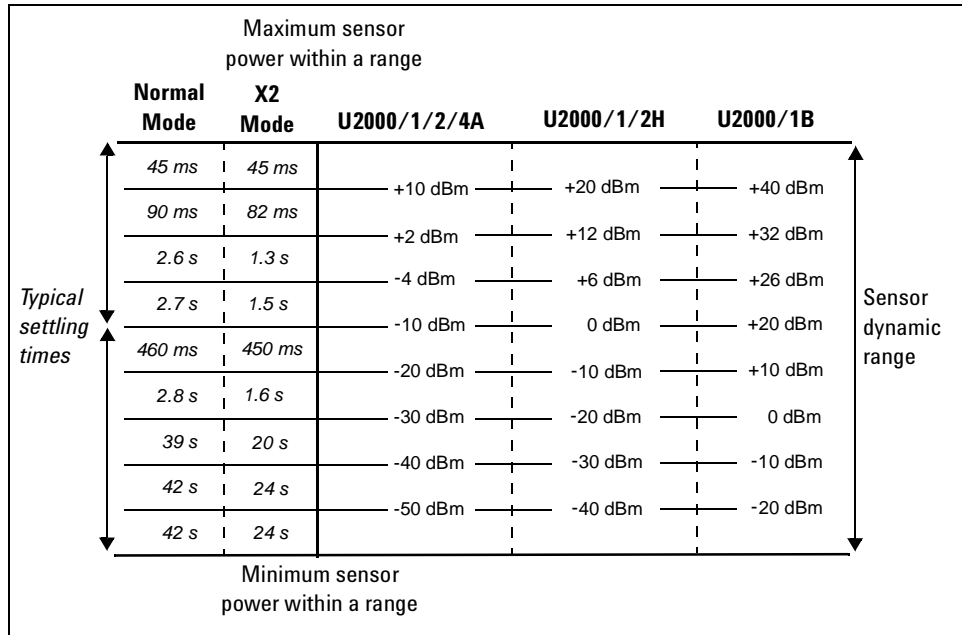 Maximum sensor
power within a range
Normal Mode X2 Mode U2000/1/2/4A U2000/1/2H U2000/1B
45 ms 45 ms
+10 dBm +20 dBm +40 dBm
90 ms 82 ms
+2 dBm +12 dBm +32 dBm
2.6 s 1.3 s
-4 dBm +6 dBm +26 dBm
2.7 s 1.5 s
-10 dBm 0 dBm +20 dBm
460 ms 450 ms
-20 dBm -10 dBm +10 dBm
2.8 s 1.6 s
-30 dBm -20 dBm 0 dBm
39 s 20 s
-40 dBm -30 dBm -10 dBm
42 s 24 s
-50 dBm -40 dBm -20 dBm
42 s 24 s
Typical
settling
times
Sensor
dynamic
range
Minimum sensor
power within a range